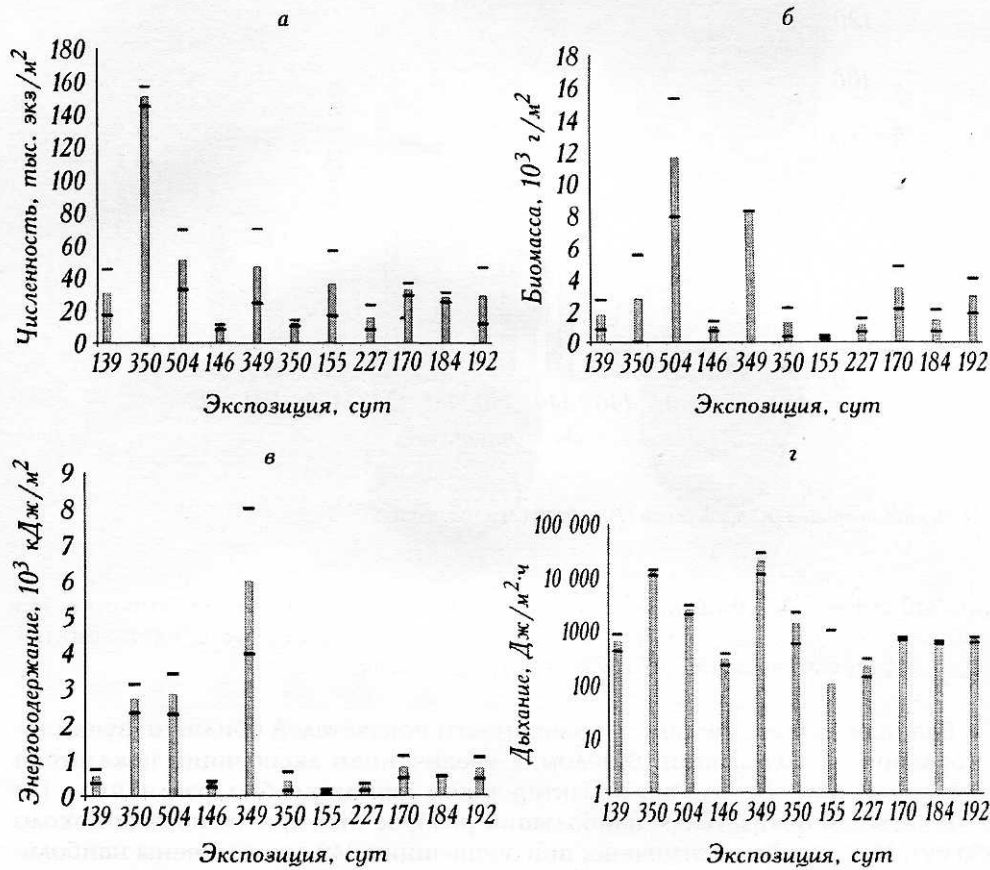 а
Численность, тыс. экз/м²
180
160
140
120
100
80
60
40
20
0
139 350 504 146 349 350 155 227 170 184 192
Экспозиция, сут
б
Биомасса, 10³ г/м²
18
16
14
12
10
8
6
4
2
0
139 350 504 146 349 350 155 227 170 184 192
Экспозиция, сут
в
Энергосодержание, 10³ кДж/м²
9
8
7
6
5
4
3
2
1
0
139 350 504 146 349 350 155 227 170 184 192
Экспозиция, сут
г
Дыхание, Дж/м²·ч
100 000
10 000
1000
100
10
1
139 350 504 146 349 350 155 227 170 184 192
Экспозиция, сут